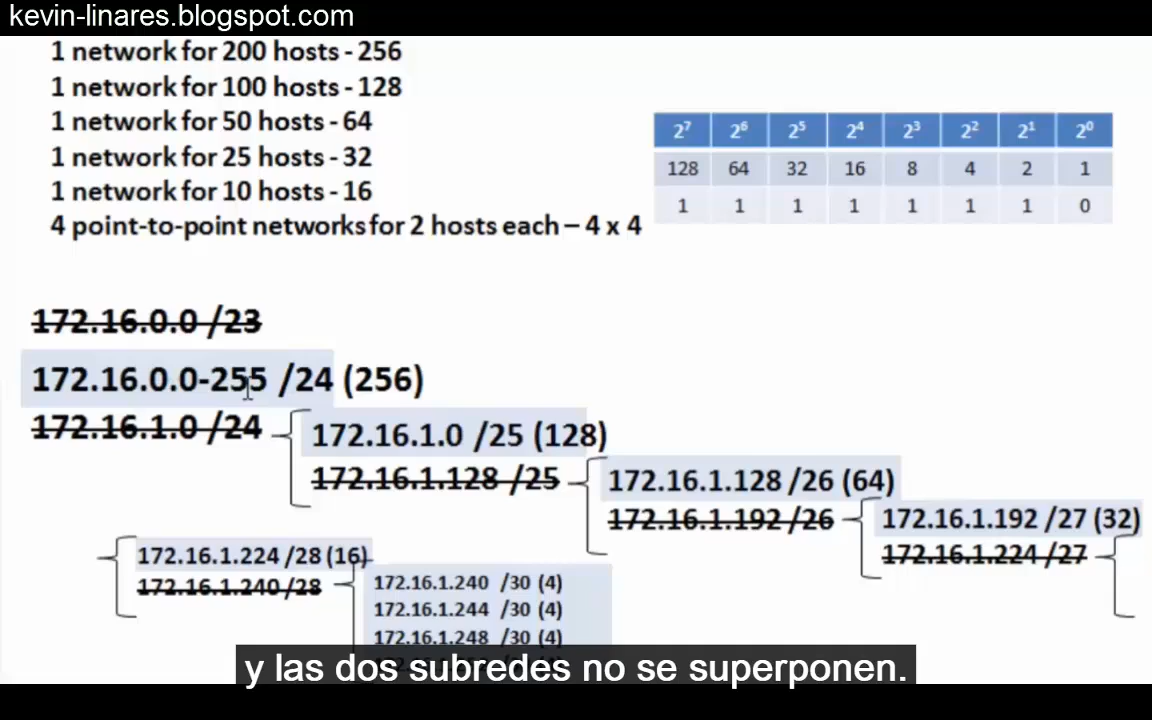 kevin-linares.blogspot.com
1 network for 200 hosts - 256
1 network for 100 hosts - 128
1 network for 50 hosts - 64
1 network for 25 hosts - 32
1 network for 10 hosts - 16
4 point-to-point networks for 2 hosts each – 4 x 4
2⁷ 2⁶ 2⁵ 2⁴ 2³ 2² 2¹ 2⁰
128 64 32 16 8 4 2 1
1 1 1 1 1 1 1 0
172.16.0.0 /23
172.16.0.0-255 /24 (256)
172.16.1.0 /24
172.16.1.0 /25 (128)
172.16.1.128 /25
172.16.1.128 /26 (64)
172.16.1.192 /26
172.16.1.192 /27 (32)
172.16.1.224 /27
172.16.1.224 /28 (16)
172.16.1.240 /28
172.16.1.240 /30 (4)
172.16.1.244 /30 (4)
172.16.1.248 /30 (4)
y las dos subredes no se superponen.